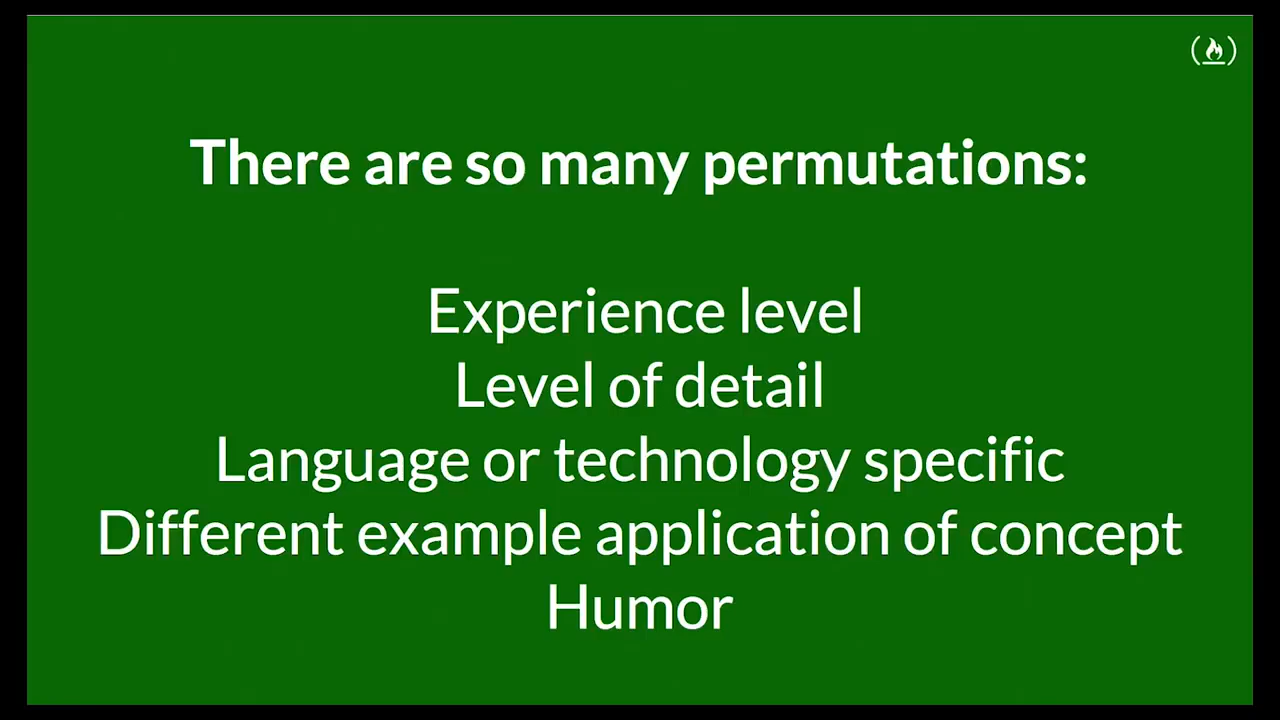 There are so many permutations:
Experience level
Level of detail
Language or technology specific
Different example application of concept
Humor